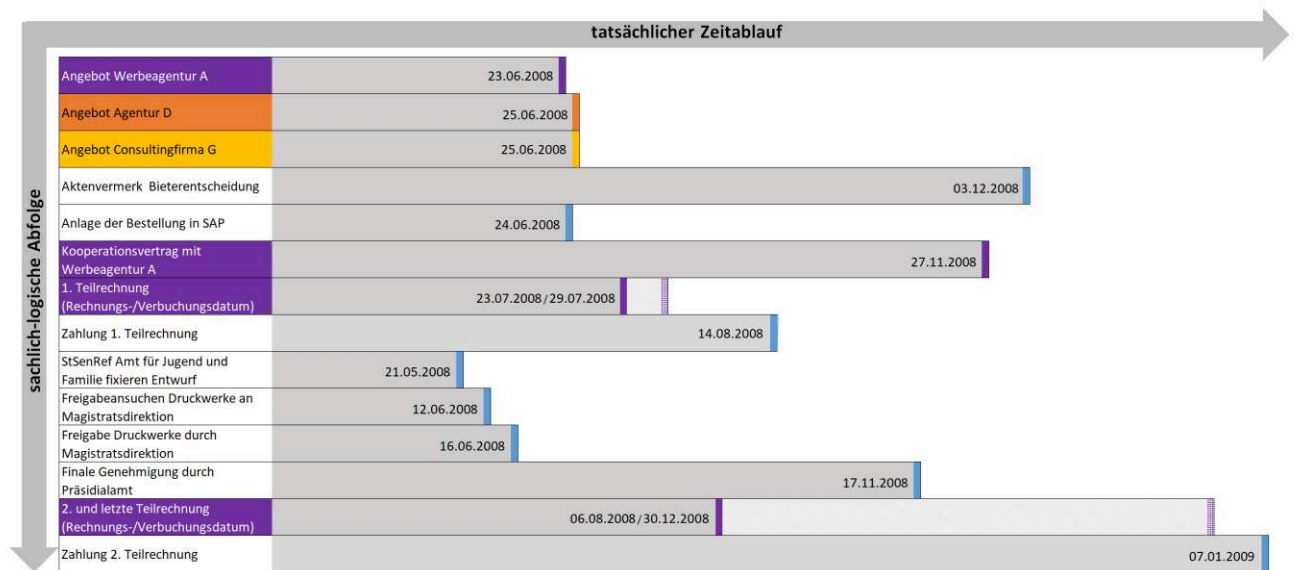 tatsächlicher Zeitablauf
sachlich-logische Abfolge
Angebot Werbeagentur A
23.06.2008
Angebot Agentur D
25.06.2008
Angebot Consultingfirma G
25.06.2008
Aktenvermerk Bieterentscheidung
03.12.2008
Anlage der Bestellung in SAP
24.06.2008
Kooperationsvertrag mit
Werbeagentur A
27.11.2008
1. Teilrechnung
(Rechnungs-/Verbuchungsdatum)
23.07.2008/29.07.2008
Zahlung 1. Teilrechnung
14.08.2008
StSenRef Amt für Jugend und
Familie fixieren Entwurf
21.05.2008
Freigabeansuchen Druckwerke an
Magistratsdirektion
12.06.2008
Freigabe Druckwerke durch
Magistratsdirektion
16.06.2008
Finale Genehmigung durch
Präsidialamt
17.11.2008
2. und letzte Teilrechnung
(Rechnungs-/Verbuchungsdatum)
06.08.2008/30.12.2008
Zahlung 2. Teilrechnung
07.01.2009